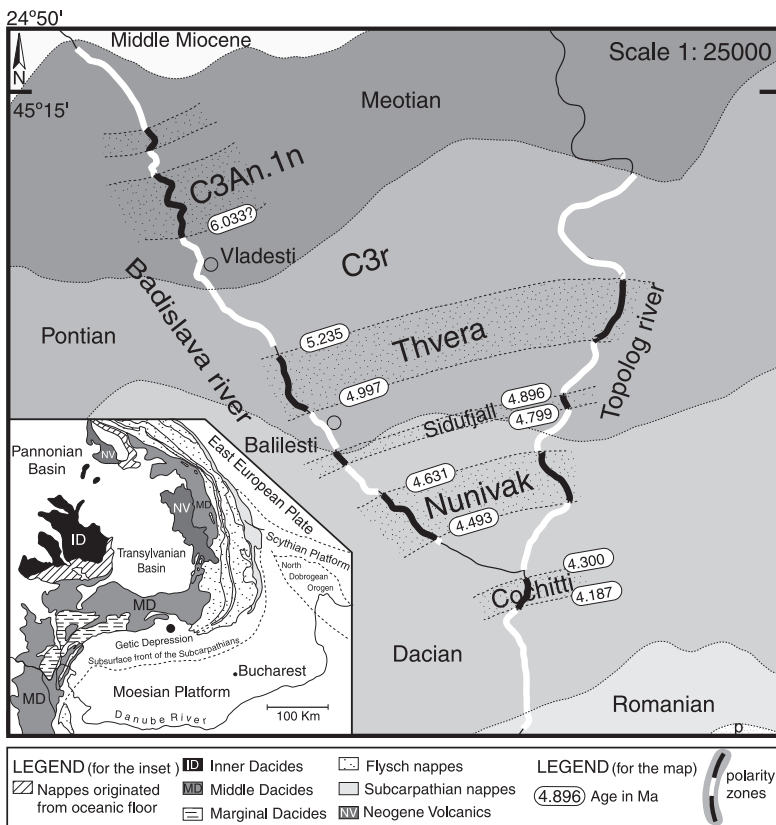 24°50'
Middle Miocene
Scale 1: 25000
N
45°15'
Meotian
C3An.1n
6.033?
Vladesti
C3r
Badislava river
Pontian
Thvera
5.235
4.997
Topolog river
Sidufjall
4.896
4.799
Balilesti
4.631
Nunivak
4.493
4.300
Cochitti
4.187
Dacian
Romanian
p
Pannonian
Basin
NV
East European Plate
NV
MD
Scythian Platform
ID
Transylvanian
Basin
North
Dobrogean
Orogen
MD
Getic Depression
Subsurface front of the Subcarpathians
Bucharest
MD
Moesian Platform
Danube River
100 Km
LEGEND (for the inset)
Nappes originated
from oceanic floor
ID Inner Dacides
MD Middle Dacides
Marginal Dacides
Flysch nappes
Subcarpathian nappes
NV Neogene Volcanics
LEGEND (for the map)
4.896 Age in Ma
polarity
zones